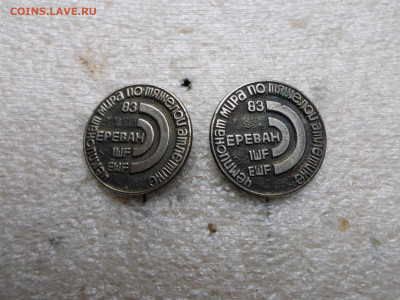 COINS.LAVE.RU
чемпионат мира по тяжелой атлетике
83
ЕРЕВАН
IWF
EWF
чемпионат мира по тяжелой атлетике
83
ЕРЕВАН
IWF
EWF